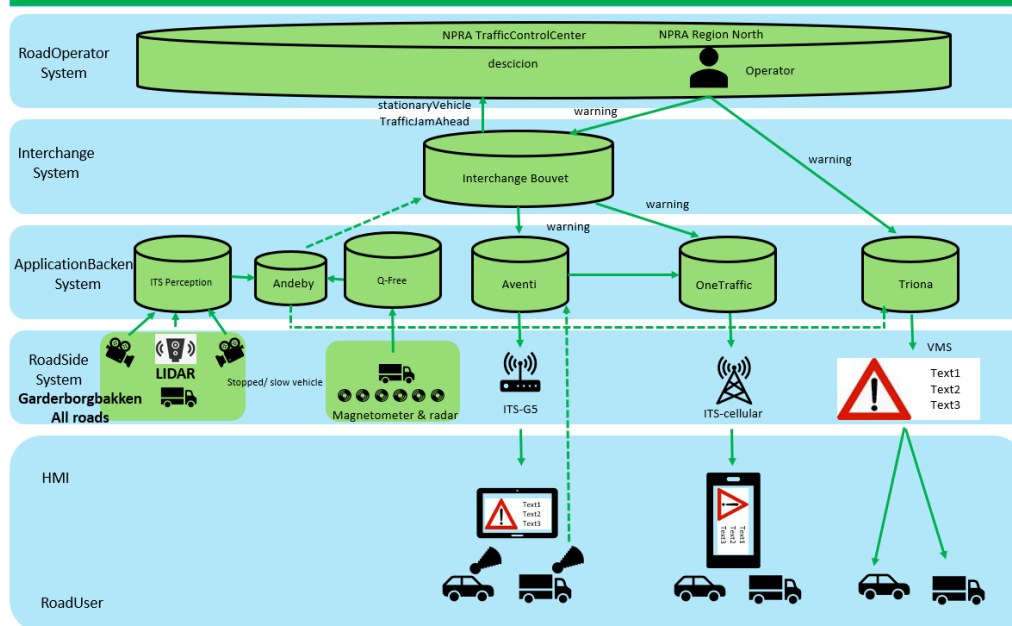 NPRA TrafficControlCenter
NPRA Region North
RoadOperator
System
descicion
Operator
stationaryVehicle
TrafficJamAhead
warning
Interchange
System
Interchange Bouvet
warning
warning
warning
ApplicationBacken
System
ITS Perception
Andeby
Q-Free
Aventi
OneTraffic
Triona
RoadSide
System
Garderborgbakken
All roads
LIDAR
Stopped/ slow vehicle
Magnetometer & radar
ITS-G5
ITS-cellular
VMS
Text1
Text2
Text3
HMI
Text1
Text2
Text3
Text1
Text2
Text3
RoadUser